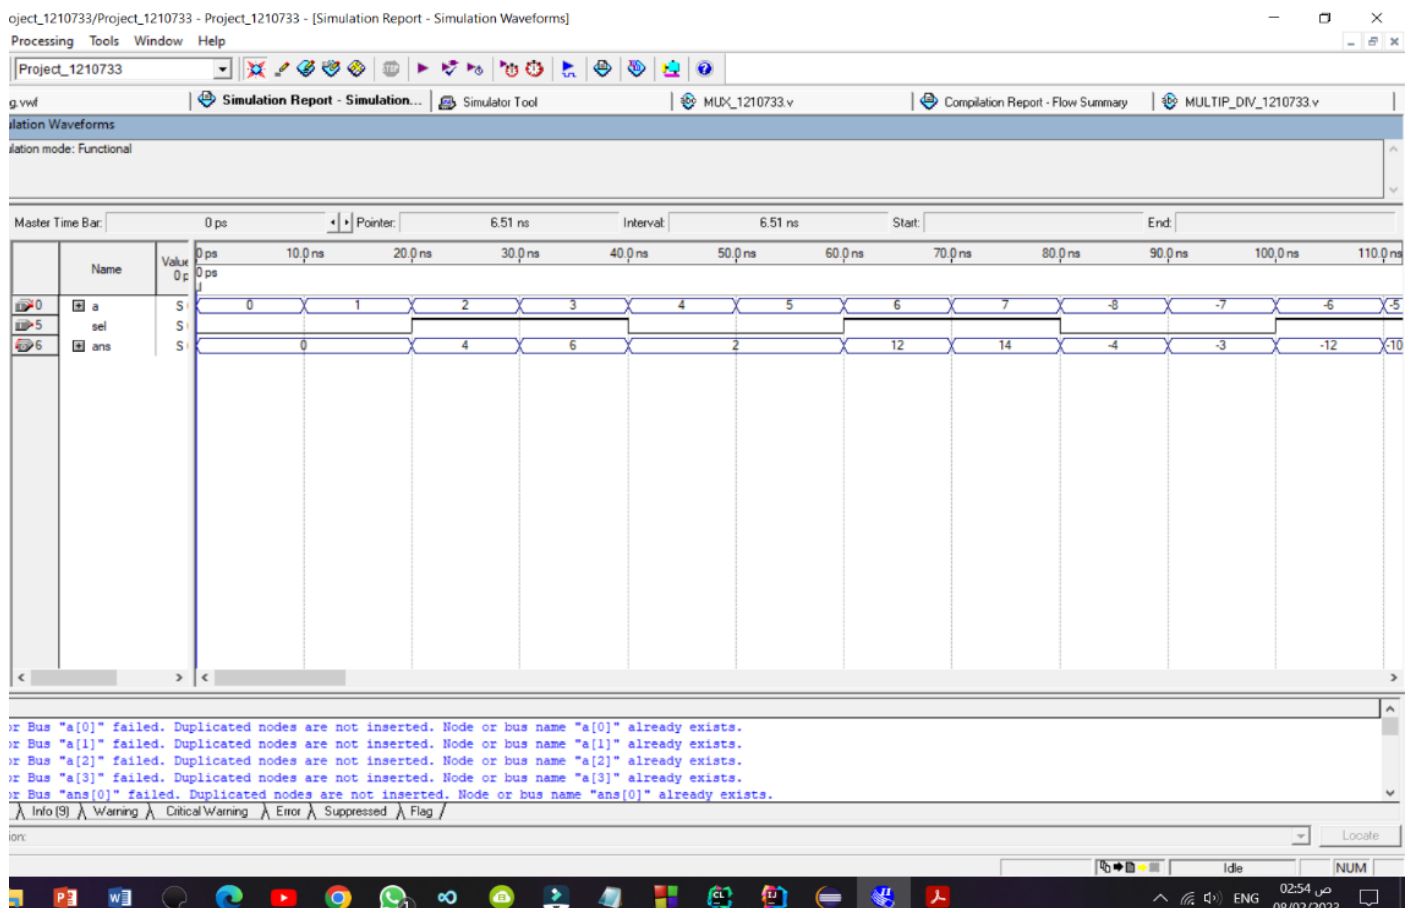 oject_1210733/Project_1210733 - Project_1210733 - [Simulation Report - Simulation Waveforms]
Processing Tools Window Help
Project_1210733
g.vwf Simulation Report - Simulation... Simulator Tool MUX_1210733.v Compilation Report - Flow Summary MULTIP_DIV_1210733.v
ulation Waveforms
ulation mode: Functional
Master Time Bar: 0 ps Pointer: 6.51 ns Interval: 6.51 ns Start: End:
Name Value 0 p 0 ps 10.0 ns 20.0 ns 30.0 ns 40.0 ns 50.0 ns 60.0 ns 70.0 ns 80.0 ns 90.0 ns 100.0 ns 110.0 ns
0 ps
0 a S 0 1 2 3 4 5 6 7 -8 -7 -6 -5
5 sel S
6 ans S 0 4 6 2 12 14 -4 -3 -12 -10
or Bus "a[0]" failed. Duplicated nodes are not inserted. Node or bus name "a[0]" already exists.
or Bus "a[1]" failed. Duplicated nodes are not inserted. Node or bus name "a[1]" already exists.
or Bus "a[2]" failed. Duplicated nodes are not inserted. Node or bus name "a[2]" already exists.
or Bus "a[3]" failed. Duplicated nodes are not inserted. Node or bus name "a[3]" already exists.
or Bus "ans[0]" failed. Duplicated nodes are not inserted. Node or bus name "ans[0]" already exists.
Info (9) Warning Critical Warning Error Suppressed Flag
ion: Locate
Idle NUM
ENG 02:54 ص
08/02/2023